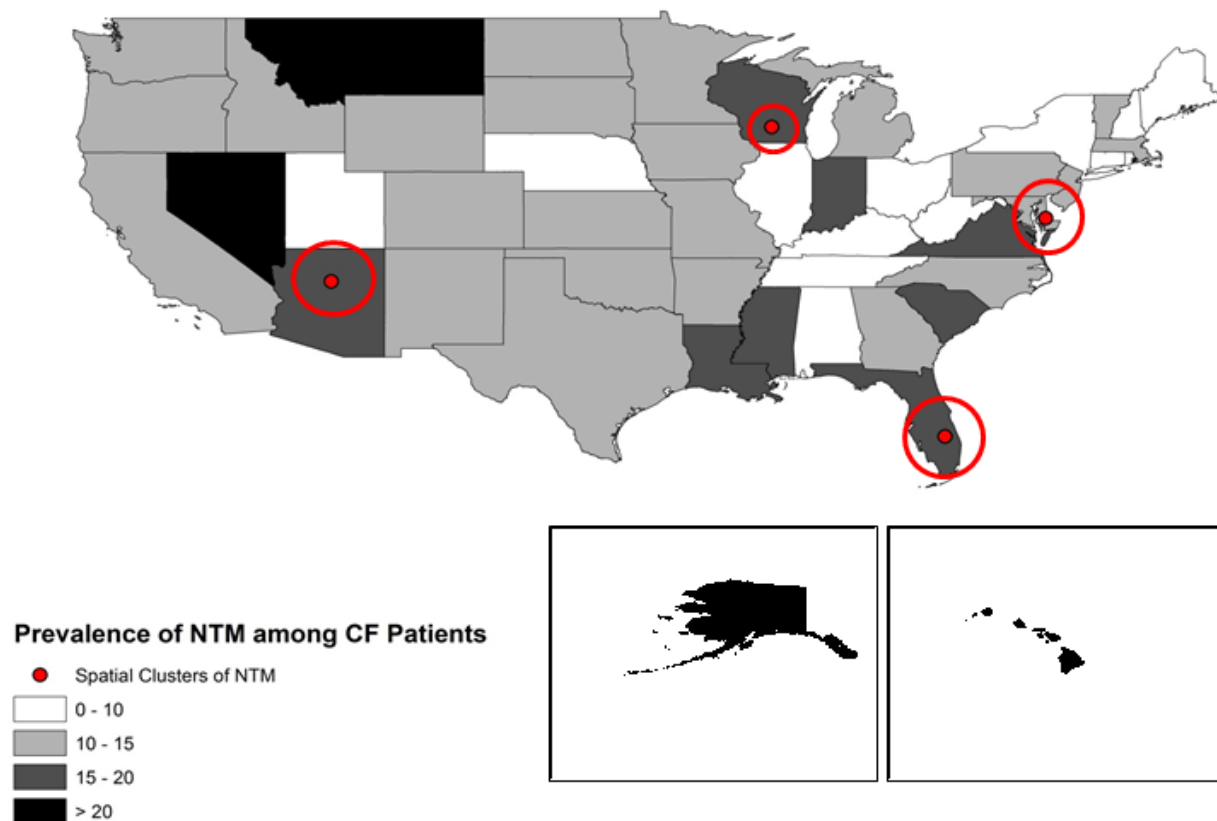 Prevalence of NTM among CF Patients
Spatial Clusters of NTM
0 - 10
10 - 15
15 - 20
> 20